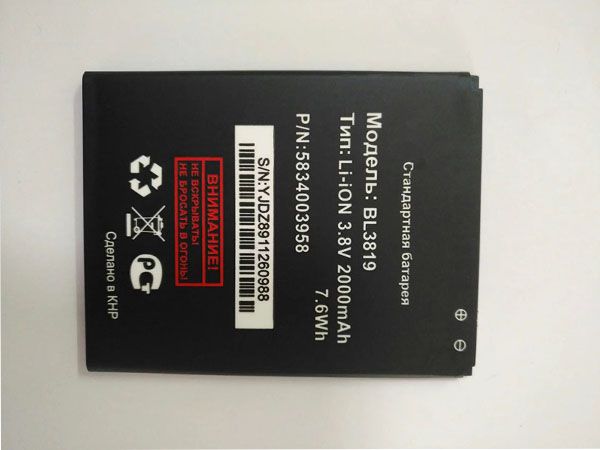 Стандартная батарея
Модель: BL3819
Тип: Li-iON 3.8V 2000mAh
7.6Wh
P/N:5834003958
S/N:YJDZ8911260988
ВНИМАНИЕ!
НЕ ВСКРЫВАТЬ!
НЕ БРОСАТЬ В ОГОНЬ!
РСТ
Сделано в КНР